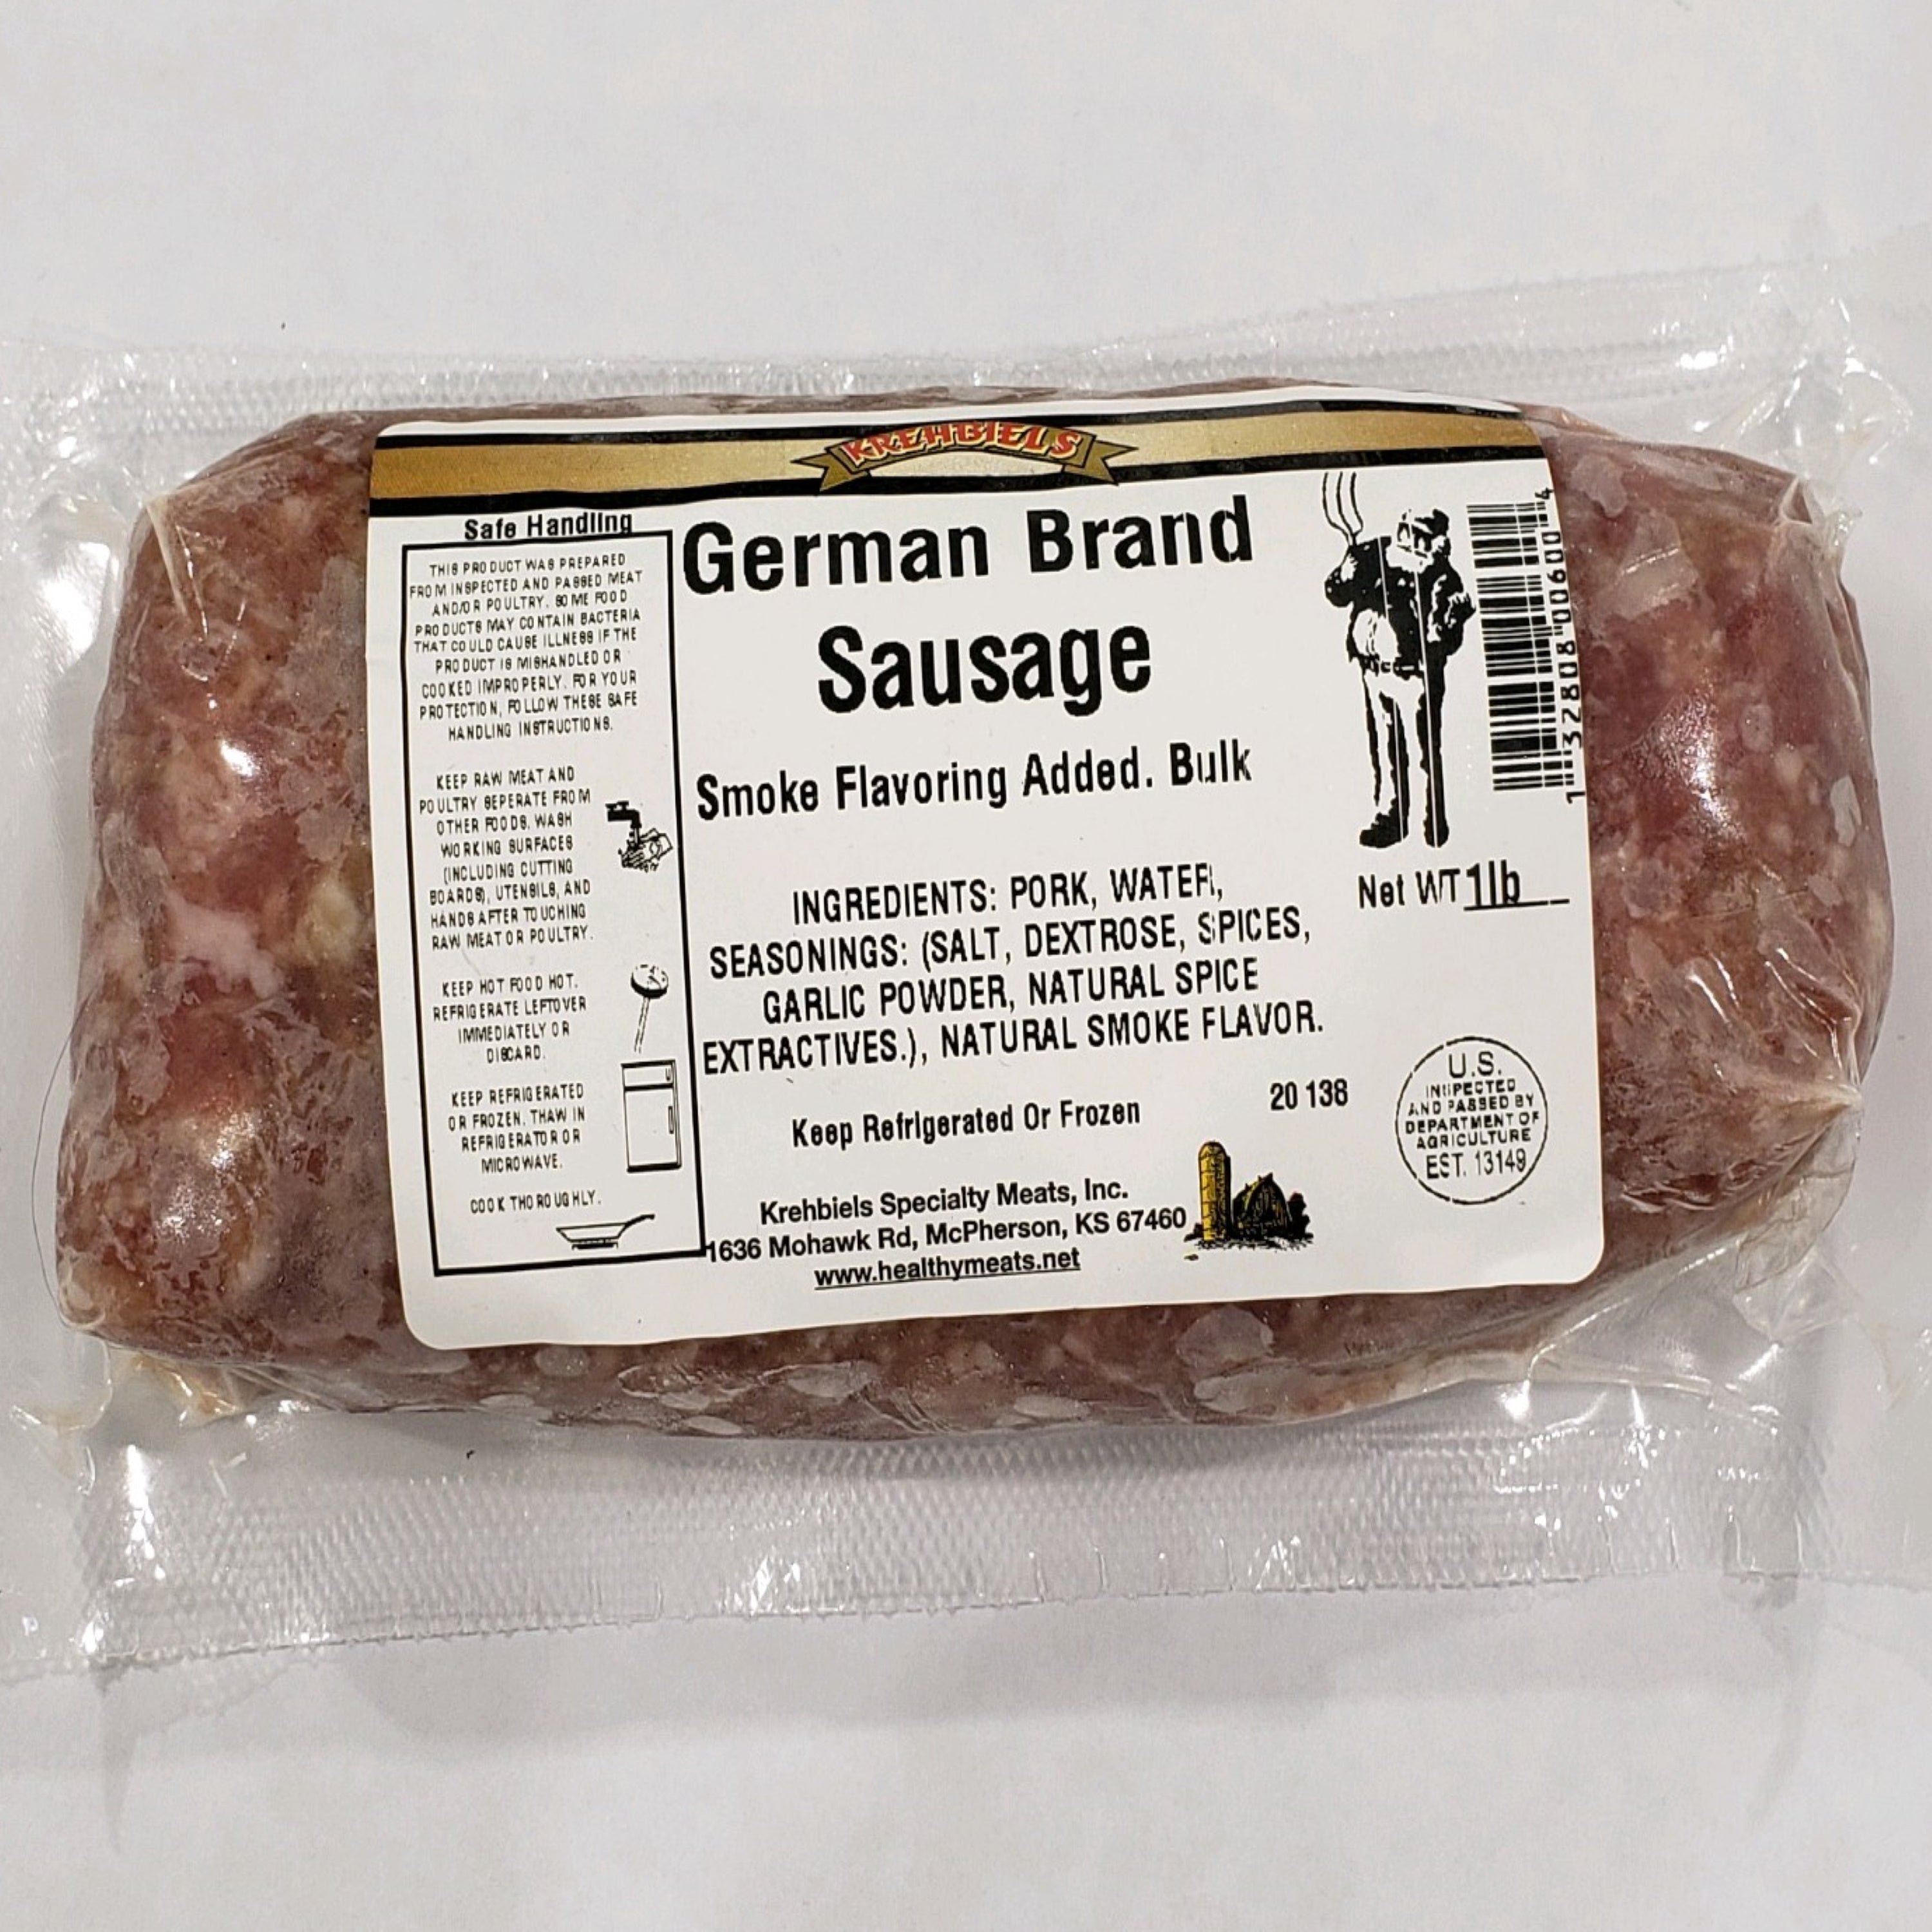 KREHBIELS
Safe Handling
THIS PRODUCT WAS PREPARED
FROM INSPECTED AND PASSED MEAT
AND/OR POULTRY. SOME FOOD
PRODUCTS MAY CONTAIN BACTERIA
THAT COULD CAUSE ILLNESS IF THE
PRODUCT IS MISHANDLED OR
COOKED IMPROPERLY. FOR YOUR
PROTECTION, FOLLOW THESE SAFE
HANDLING INSTRUCTIONS.
KEEP RAW MEAT AND
POULTRY SEPERATE FROM
OTHER FOODS. WASH
WORKING SURFACES
(INCLUDING CUTTING
BOARDS), UTENSILS, AND
HANDS AFTER TOUCHING
RAW MEAT OR POULTRY.
KEEP HOT FOOD HOT.
REFRIGERATE LEFTOVER
IMMEDIATELY OR
DISCARD.
KEEP REFRIGERATED
OR FROZEN. THAW IN
REFRIGERATOR OR
MICROWAVE.
COOK THOROUGHLY.
German Brand
Sausage
Smoke Flavoring Added. Bulk
INGREDIENTS: PORK, WATER,
SEASONINGS: (SALT, DEXTROSE, SPICES,
GARLIC POWDER, NATURAL SPICE
EXTRACTIVES.), NATURAL SMOKE FLAVOR.
Keep Refrigerated Or Frozen
20 138
Krehbiels Specialty Meats, Inc.
1636 Mohawk Rd, McPherson, KS 67460
www.healthymeats.net
1 32808 00600 4
Net WT 1lb
U.S.
INSPECTED
AND PASSED BY
DEPARTMENT OF
AGRICULTURE
EST. 13149